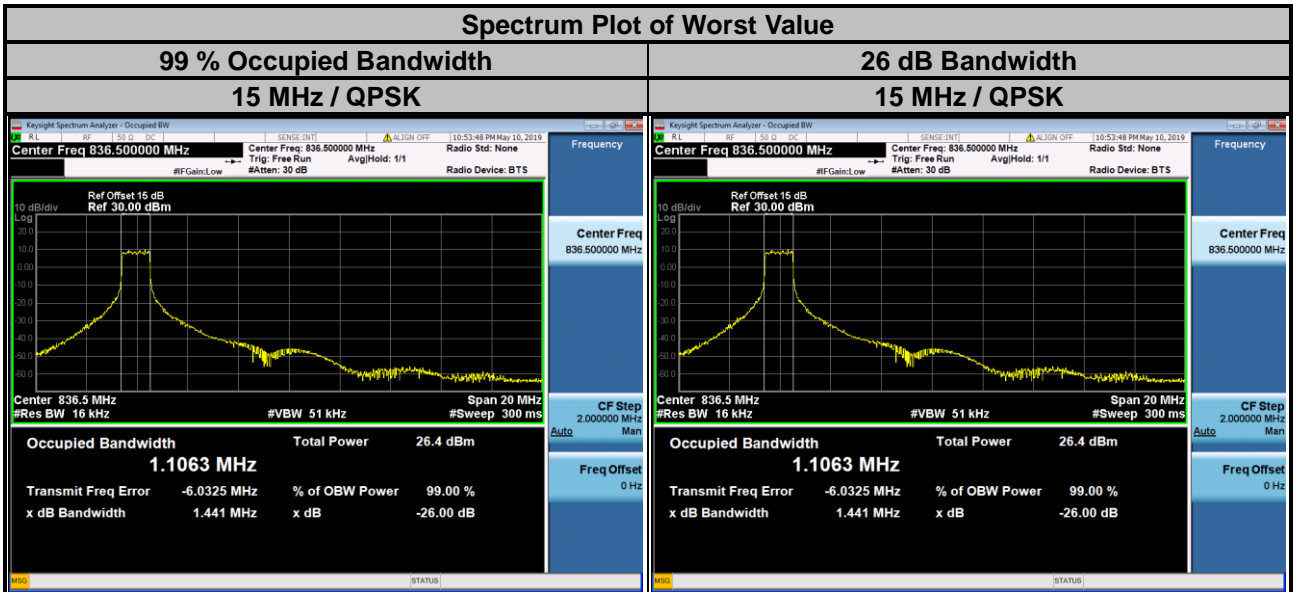 Spectrum Plot of Worst Value
99 % Occupied Bandwidth
26 dB Bandwidth
15 MHz / QPSK
15 MHz / QPSK
Keysight Spectrum Analyzer - Occupied BW
RL RF 50 Ω DC SENSE:INT ALIGN OFF 10:53:48 PM May 10, 2019
Center Freq 836.500000 MHz
Center Freq: 836.500000 MHz
Radio Std: None
Trig: Free Run Avg|Hold: 1/1
#IFGain:Low #Atten: 30 dB Radio Device: BTS
Frequency
Ref Offset 15 dB
10 dB/div Ref 30.00 dBm
Log
20.0
10.0
0.00
-10.0
-20.0
-30.0
-40.0
-50.0
-60.0
Center 836.5 MHz Span 20 MHz
#Res BW 16 kHz #VBW 51 kHz #Sweep 300 ms
Center Freq
836.500000 MHz
CF Step
2.000000 MHz
Auto Man
Freq Offset
0 Hz
Occupied Bandwidth Total Power 26.4 dBm
1.1063 MHz
Transmit Freq Error -6.0325 MHz % of OBW Power 99.00 %
x dB Bandwidth 1.441 MHz x dB -26.00 dB
MSG STATUS
Keysight Spectrum Analyzer - Occupied BW
RL RF 50 Ω DC SENSE:INT ALIGN OFF 10:53:48 PM May 10, 2019
Center Freq 836.500000 MHz
Center Freq: 836.500000 MHz
Radio Std: None
Trig: Free Run Avg|Hold: 1/1
#IFGain:Low #Atten: 30 dB Radio Device: BTS
Frequency
Ref Offset 15 dB
10 dB/div Ref 30.00 dBm
Log
20.0
10.0
0.00
-10.0
-20.0
-30.0
-40.0
-50.0
-60.0
Center 836.5 MHz Span 20 MHz
#Res BW 16 kHz #VBW 51 kHz #Sweep 300 ms
Center Freq
836.500000 MHz
CF Step
2.000000 MHz
Auto Man
Freq Offset
0 Hz
Occupied Bandwidth Total Power 26.4 dBm
1.1063 MHz
Transmit Freq Error -6.0325 MHz % of OBW Power 99.00 %
x dB Bandwidth 1.441 MHz x dB -26.00 dB
MSG STATUS